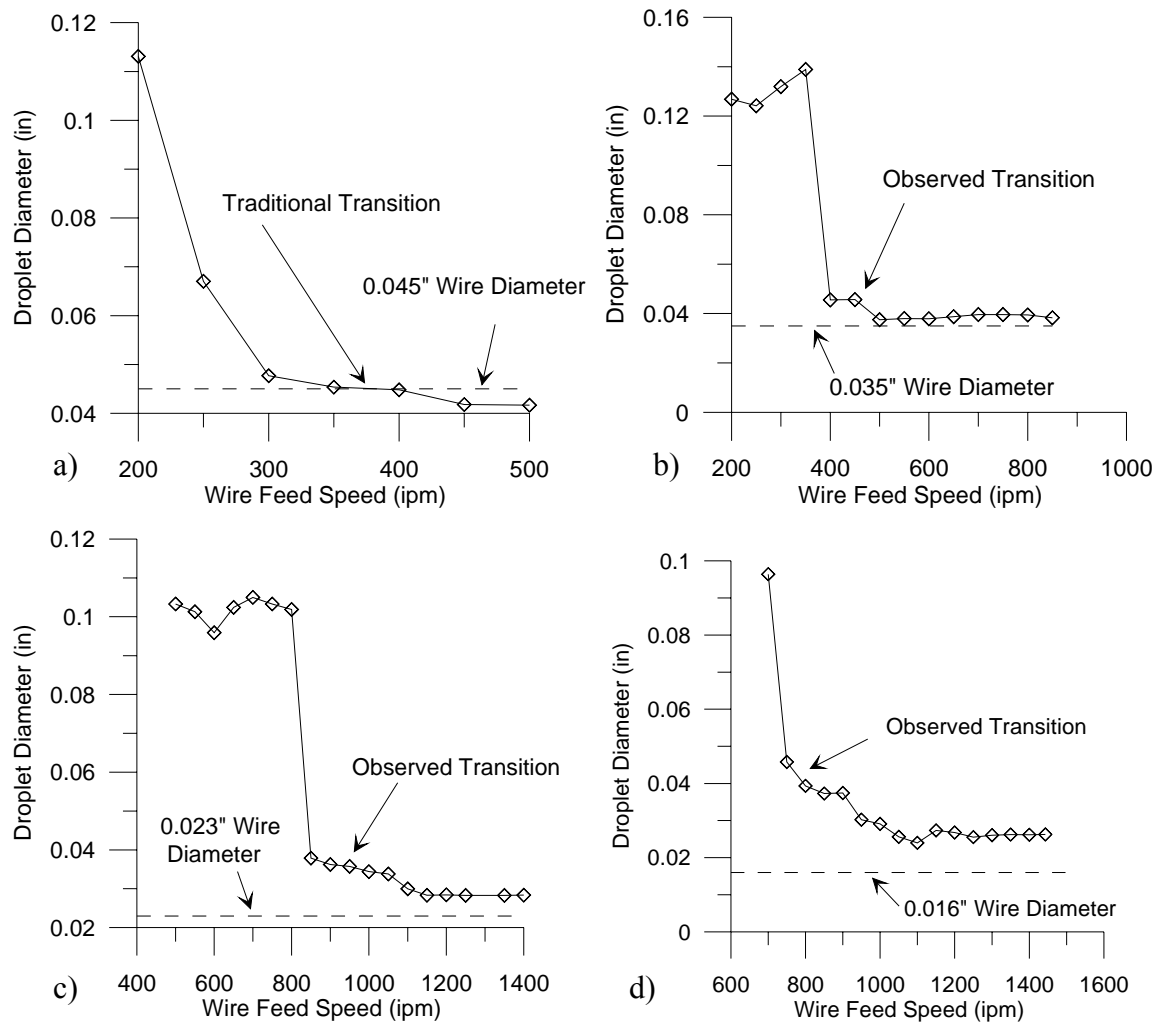 0.12
0.1
0.08
0.06
0.04
Droplet Diameter (in)
Traditional Transition
0.045" Wire Diameter
200
300
400
500
a)
Wire Feed Speed (ipm)
0.16
0.12
0.08
0.04
0
Droplet Diameter (in)
Observed Transition
0.035" Wire Diameter
200
400
600
800
1000
b)
Wire Feed Speed (ipm)
0.12
0.1
0.08
0.06
0.04
0.02
Droplet Diameter (in)
Observed Transition
0.023" Wire
Diameter
400
600
800
1000
1200
1400
c)
Wire Feed Speed (ipm)
0.1
0.08
0.06
0.04
0.02
0
Droplet Diameter (in)
Observed Transition
0.016" Wire Diameter
600
800
1000
1200
1400
1600
d)
Wire Feed Speed (ipm)